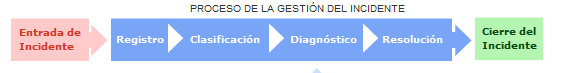 PROCESO DE LA GESTIÓN DEL INCIDENTE
Entrada de
Incidente
Registro
Clasificación
Diagnóstico
Resolución
Cierre del
Incidente